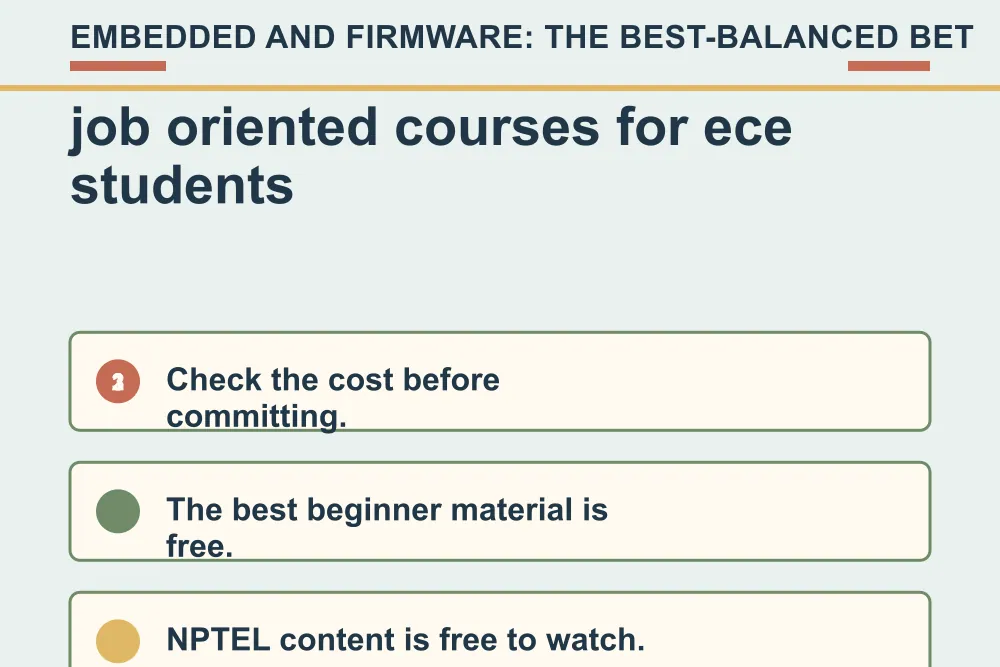 EMBEDDED AND FIRMWARE: THE BEST-BALANCED BET
job oriented courses for ece
students
Check the cost before
committing.
The best beginner material is
free.
NPTEL content is free to watch.